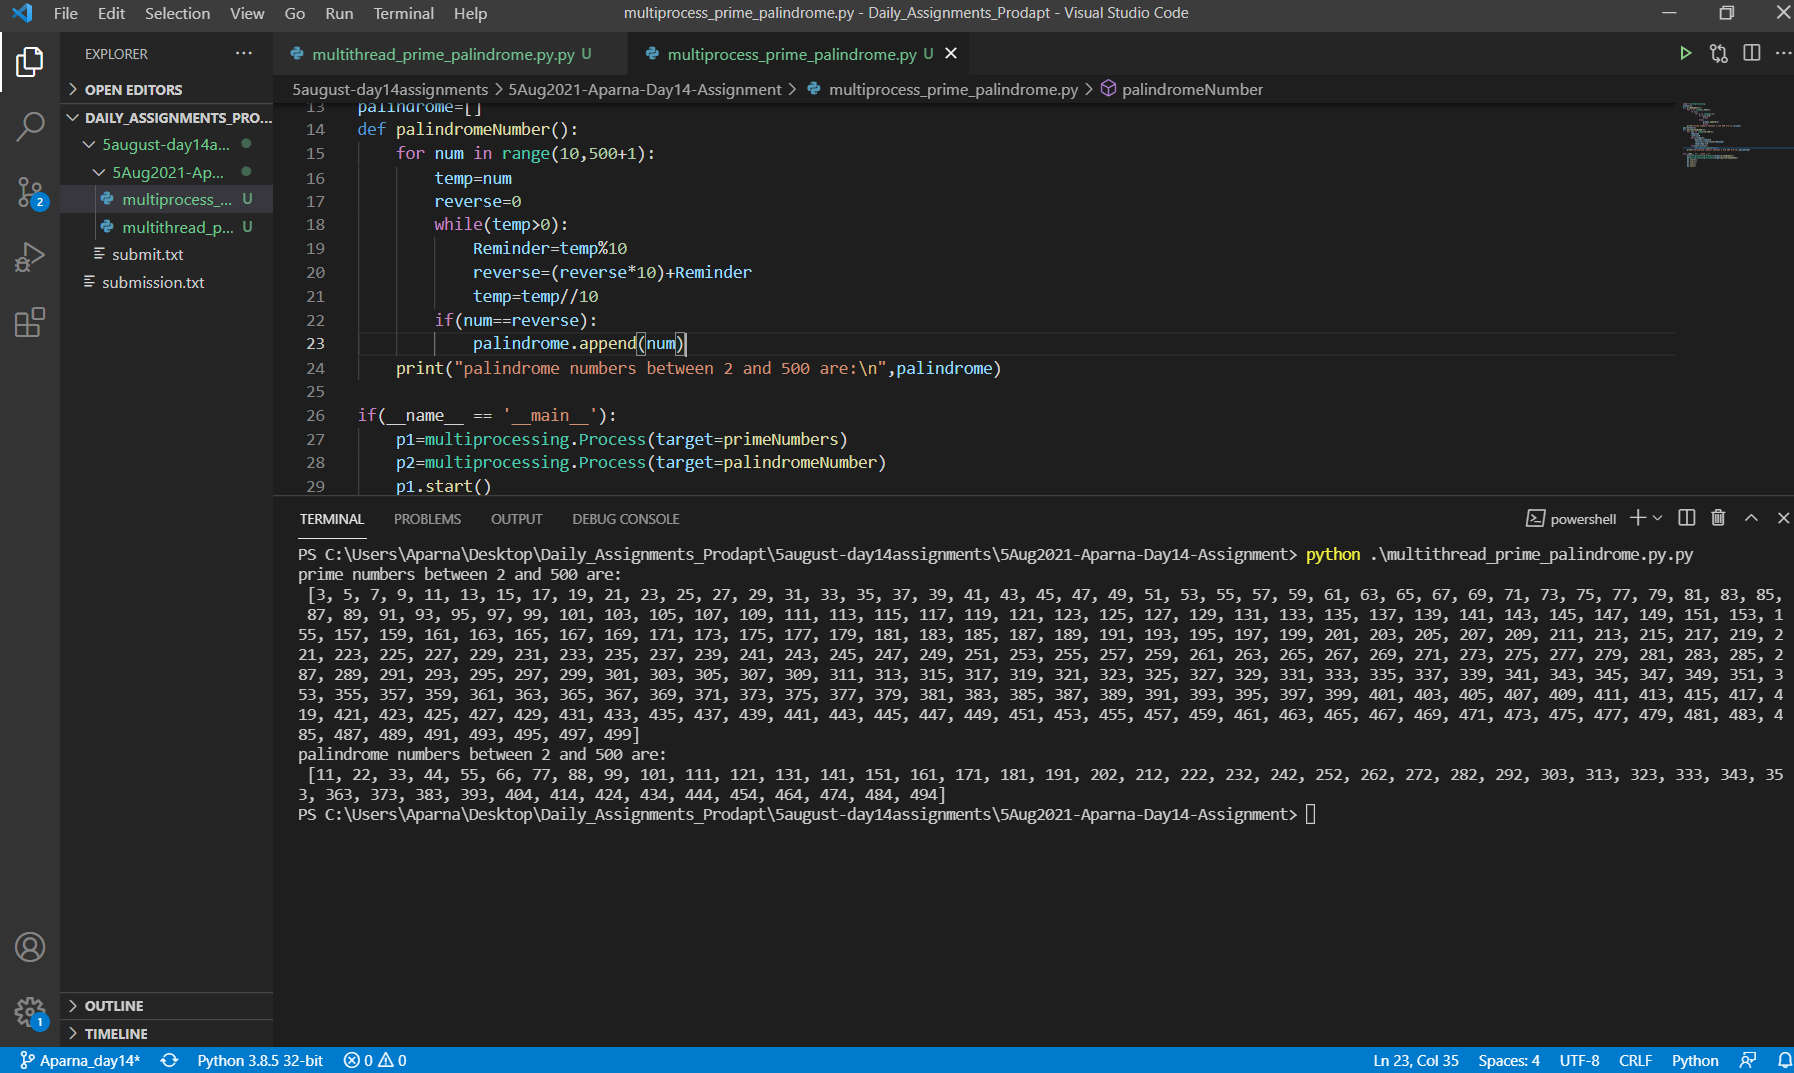 File Edit Selection View Go Run Terminal Help
multiprocess_prime_palindrome.py - Daily_Assignments_Prodapt - Visual Studio Code
EXPLORER ···
OPEN EDITORS
DAILY_ASSIGNMENTS_PRO...
5august-day14a...
5Aug2021-Ap...
multiprocess_... U
multithread_p... U
submit.txt
submission.txt
OUTLINE
TIMELINE
2
1
multithread_prime_palindrome.py.py U
multiprocess_prime_palindrome.py U
5august-day14assignments > 5Aug2021-Aparna-Day14-Assignment > multiprocess_prime_palindrome.py > palindromeNumber
13 palindrome=[]
14 def palindromeNumber():
15     for num in range(10,500+1):
16         temp=num
17         reverse=0
18         while(temp>0):
19             Reminder=temp%10
20             reverse=(reverse*10)+Reminder
21             temp=temp//10
22         if(num==reverse):
23             palindrome.append(num)
24     print("palindrome numbers between 2 and 500 are:\n",palindrome)
25
26 if(__name__ == '__main__'):
27     p1=multiprocessing.Process(target=primeNumbers)
28     p2=multiprocessing.Process(target=palindromeNumber)
29     p1.start()
TERMINAL PROBLEMS OUTPUT DEBUG CONSOLE
powershell
PS C:\Users\Aparna\Desktop\Daily_Assignments_Prodapt\5august-day14assignments\5Aug2021-Aparna-Day14-Assignment> python .\multithread_prime_palindrome.py.py
prime numbers between 2 and 500 are:
 [3, 5, 7, 9, 11, 13, 15, 17, 19, 21, 23, 25, 27, 29, 31, 33, 35, 37, 39, 41, 43, 45, 47, 49, 51, 53, 55, 57, 59, 61, 63, 65, 67, 69, 71, 73, 75, 77, 79, 81, 83, 85,
 87, 89, 91, 93, 95, 97, 99, 101, 103, 105, 107, 109, 111, 113, 115, 117, 119, 121, 123, 125, 127, 129, 131, 133, 135, 137, 139, 141, 143, 145, 147, 149, 151, 153, 1
55, 157, 159, 161, 163, 165, 167, 169, 171, 173, 175, 177, 179, 181, 183, 185, 187, 189, 191, 193, 195, 197, 199, 201, 203, 205, 207, 209, 211, 213, 215, 217, 219, 2
21, 223, 225, 227, 229, 231, 233, 235, 237, 239, 241, 243, 245, 247, 249, 251, 253, 255, 257, 259, 261, 263, 265, 267, 269, 271, 273, 275, 277, 279, 281, 283, 285, 2
87, 289, 291, 293, 295, 297, 299, 301, 303, 305, 307, 309, 311, 313, 315, 317, 319, 321, 323, 325, 327, 329, 331, 333, 335, 337, 339, 341, 343, 345, 347, 349, 351, 3
53, 355, 357, 359, 361, 363, 365, 367, 369, 371, 373, 375, 377, 379, 381, 383, 385, 387, 389, 391, 393, 395, 397, 399, 401, 403, 405, 407, 409, 411, 413, 415, 417, 4
19, 421, 423, 425, 427, 429, 431, 433, 435, 437, 439, 441, 443, 445, 447, 449, 451, 453, 455, 457, 459, 461, 463, 465, 467, 469, 471, 473, 475, 477, 479, 481, 483, 4
85, 487, 489, 491, 493, 495, 497, 499]
palindrome numbers between 2 and 500 are:
 [11, 22, 33, 44, 55, 66, 77, 88, 99, 101, 111, 121, 131, 141, 151, 161, 171, 181, 191, 202, 212, 222, 232, 242, 252, 262, 272, 282, 292, 303, 313, 323, 333, 343, 35
3, 363, 373, 383, 393, 404, 414, 424, 434, 444, 454, 464, 474, 484, 494]
PS C:\Users\Aparna\Desktop\Daily_Assignments_Prodapt\5august-day14assignments\5Aug2021-Aparna-Day14-Assignment>
Aparna_day14* Python 3.8.5 32-bit 0 0
Ln 23, Col 35 Spaces: 4 UTF-8 CRLF Python